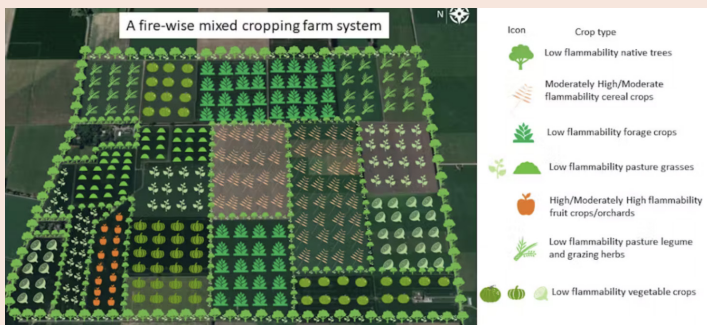 A fire-wise mixed cropping farm system
N
Icon
Crop type
Low flammability native trees
Moderately High/Moderate
flammability cereal crops
Low flammability forage crops
Low flammability pasture grasses
High/Moderately High flammability
fruit crops/orchards
Low flammability pasture legume
and grazing herbs
Low flammability vegetable crops